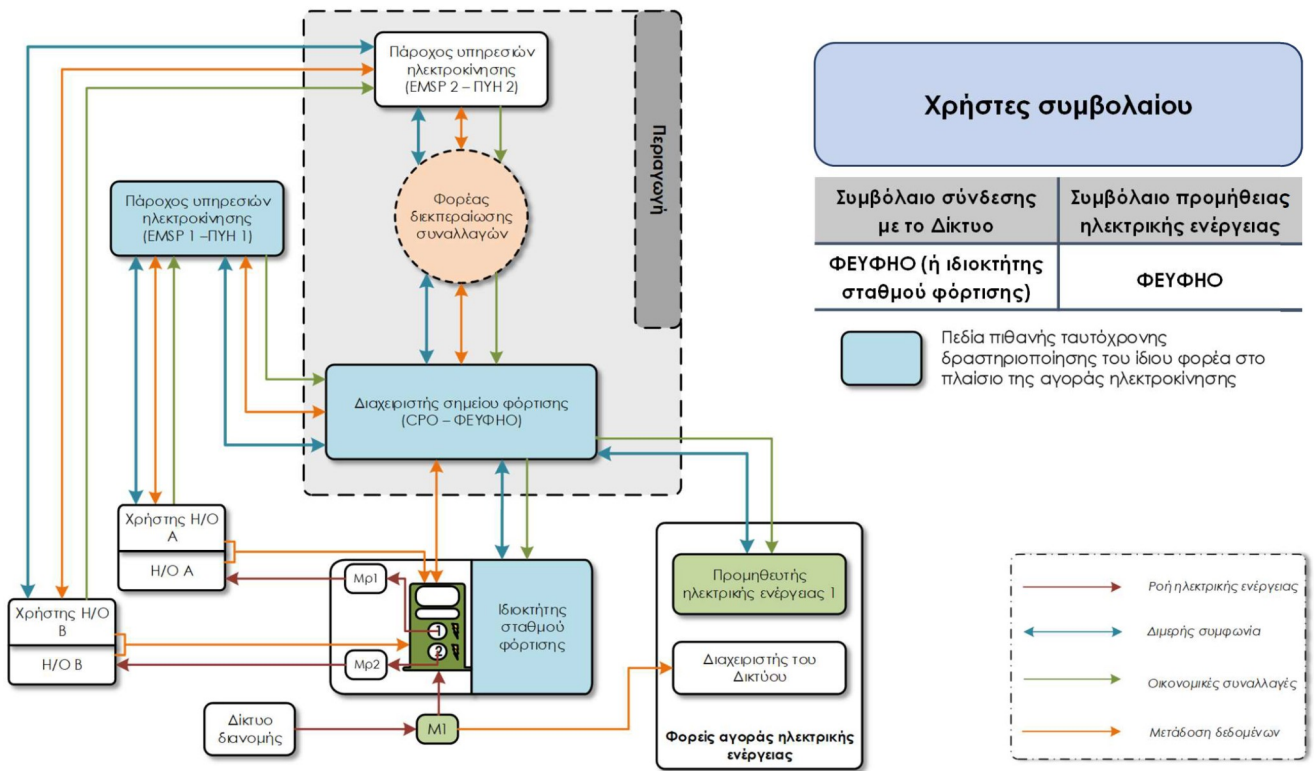 Πάροχος υπηρεσιών
ηλεκτροκίνησης
(EMSP 2 – ΠΥΗ 2)
Περιαγωγή
Φορέας
διεκπεραίωσης
συναλλαγών
Πάροχος υπηρεσιών
ηλεκτροκίνησης
(EMSP 1 –ΠΥΗ 1)
Διαχειριστής σημείου φόρτισης
(CPO – ΦΕΥΦΗΟ)
Χρήστες συμβολαίου
Συμβόλαιο σύνδεσης
με το Δίκτυο
Συμβόλαιο προμήθειας
ηλεκτρικής ενέργειας
ΦΕΥΦΗΟ (ή ιδιοκτήτης
σταθμού φόρτισης)
ΦΕΥΦΗΟ
Πεδία πιθανής ταυτόχρονης
δραστηριοποίησης του ίδιου φορέα στο
πλαίσιο της αγοράς ηλεκτροκίνησης
Χρήστης Η/Ο
Α
Η/Ο Α
Χρήστης Η/Ο
Β
Η/Ο Β
Mp1
Mp2
1
2
Ιδιοκτήτης
σταθμού
φόρτισης
Δίκτυο
διανομής
M1
Προμηθευτής
ηλεκτρικής ενέργειας 1
Διαχειριστής του
Δικτύου
Φορείς αγοράς ηλεκτρικής
ενέργειας
Ροή ηλεκτρικής ενέργειας
Διμερής συμφωνία
Οικονομικές συναλλαγές
Μετάδοση δεδομένων